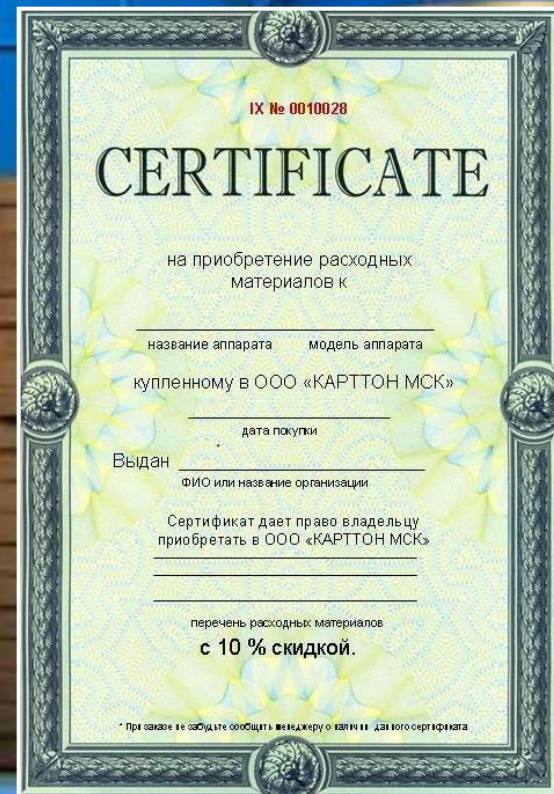 IX № 0010028
CERTIFICATE
на приобретение расходных
материалов к
название аппарата модель аппарата
купленному в ООО «КАРТТОН МСК»
дата покупки
Выдан
ФИО или название организации
Сертификат дает право владельцу
приобретать в ООО «КАРТТОН МСК»
перечень расходных материалов
с 10 % скидкой.
* При заказе не забудьте сообщить менеджеру о наличии данного сертификата